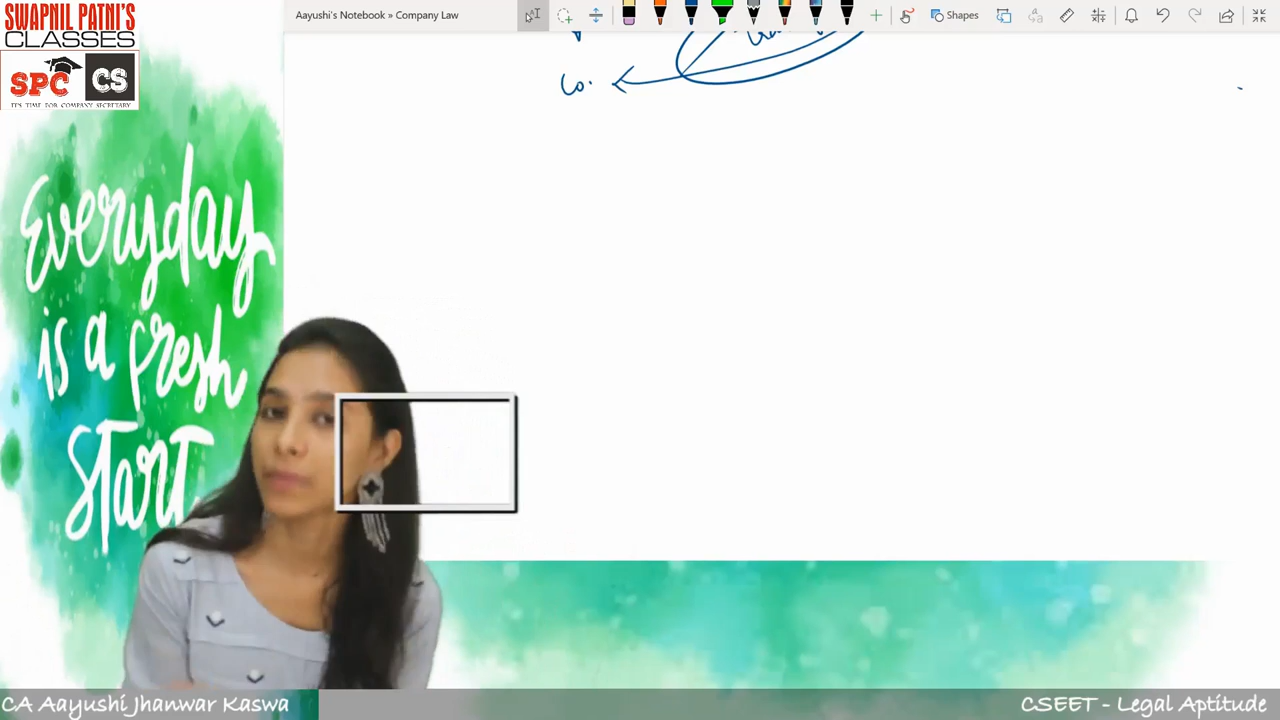 SWAPNIL PATNI'S
CLASSES
SPC CS
IT'S TIME FOR COMPANY SECRETARY
Aayushi's Notebook » Company Law
Shapes
Co.
Everyday
is a fresh
START
CA Aayushi Jhanwar Kaswa
CSEET - Legal Aptitude